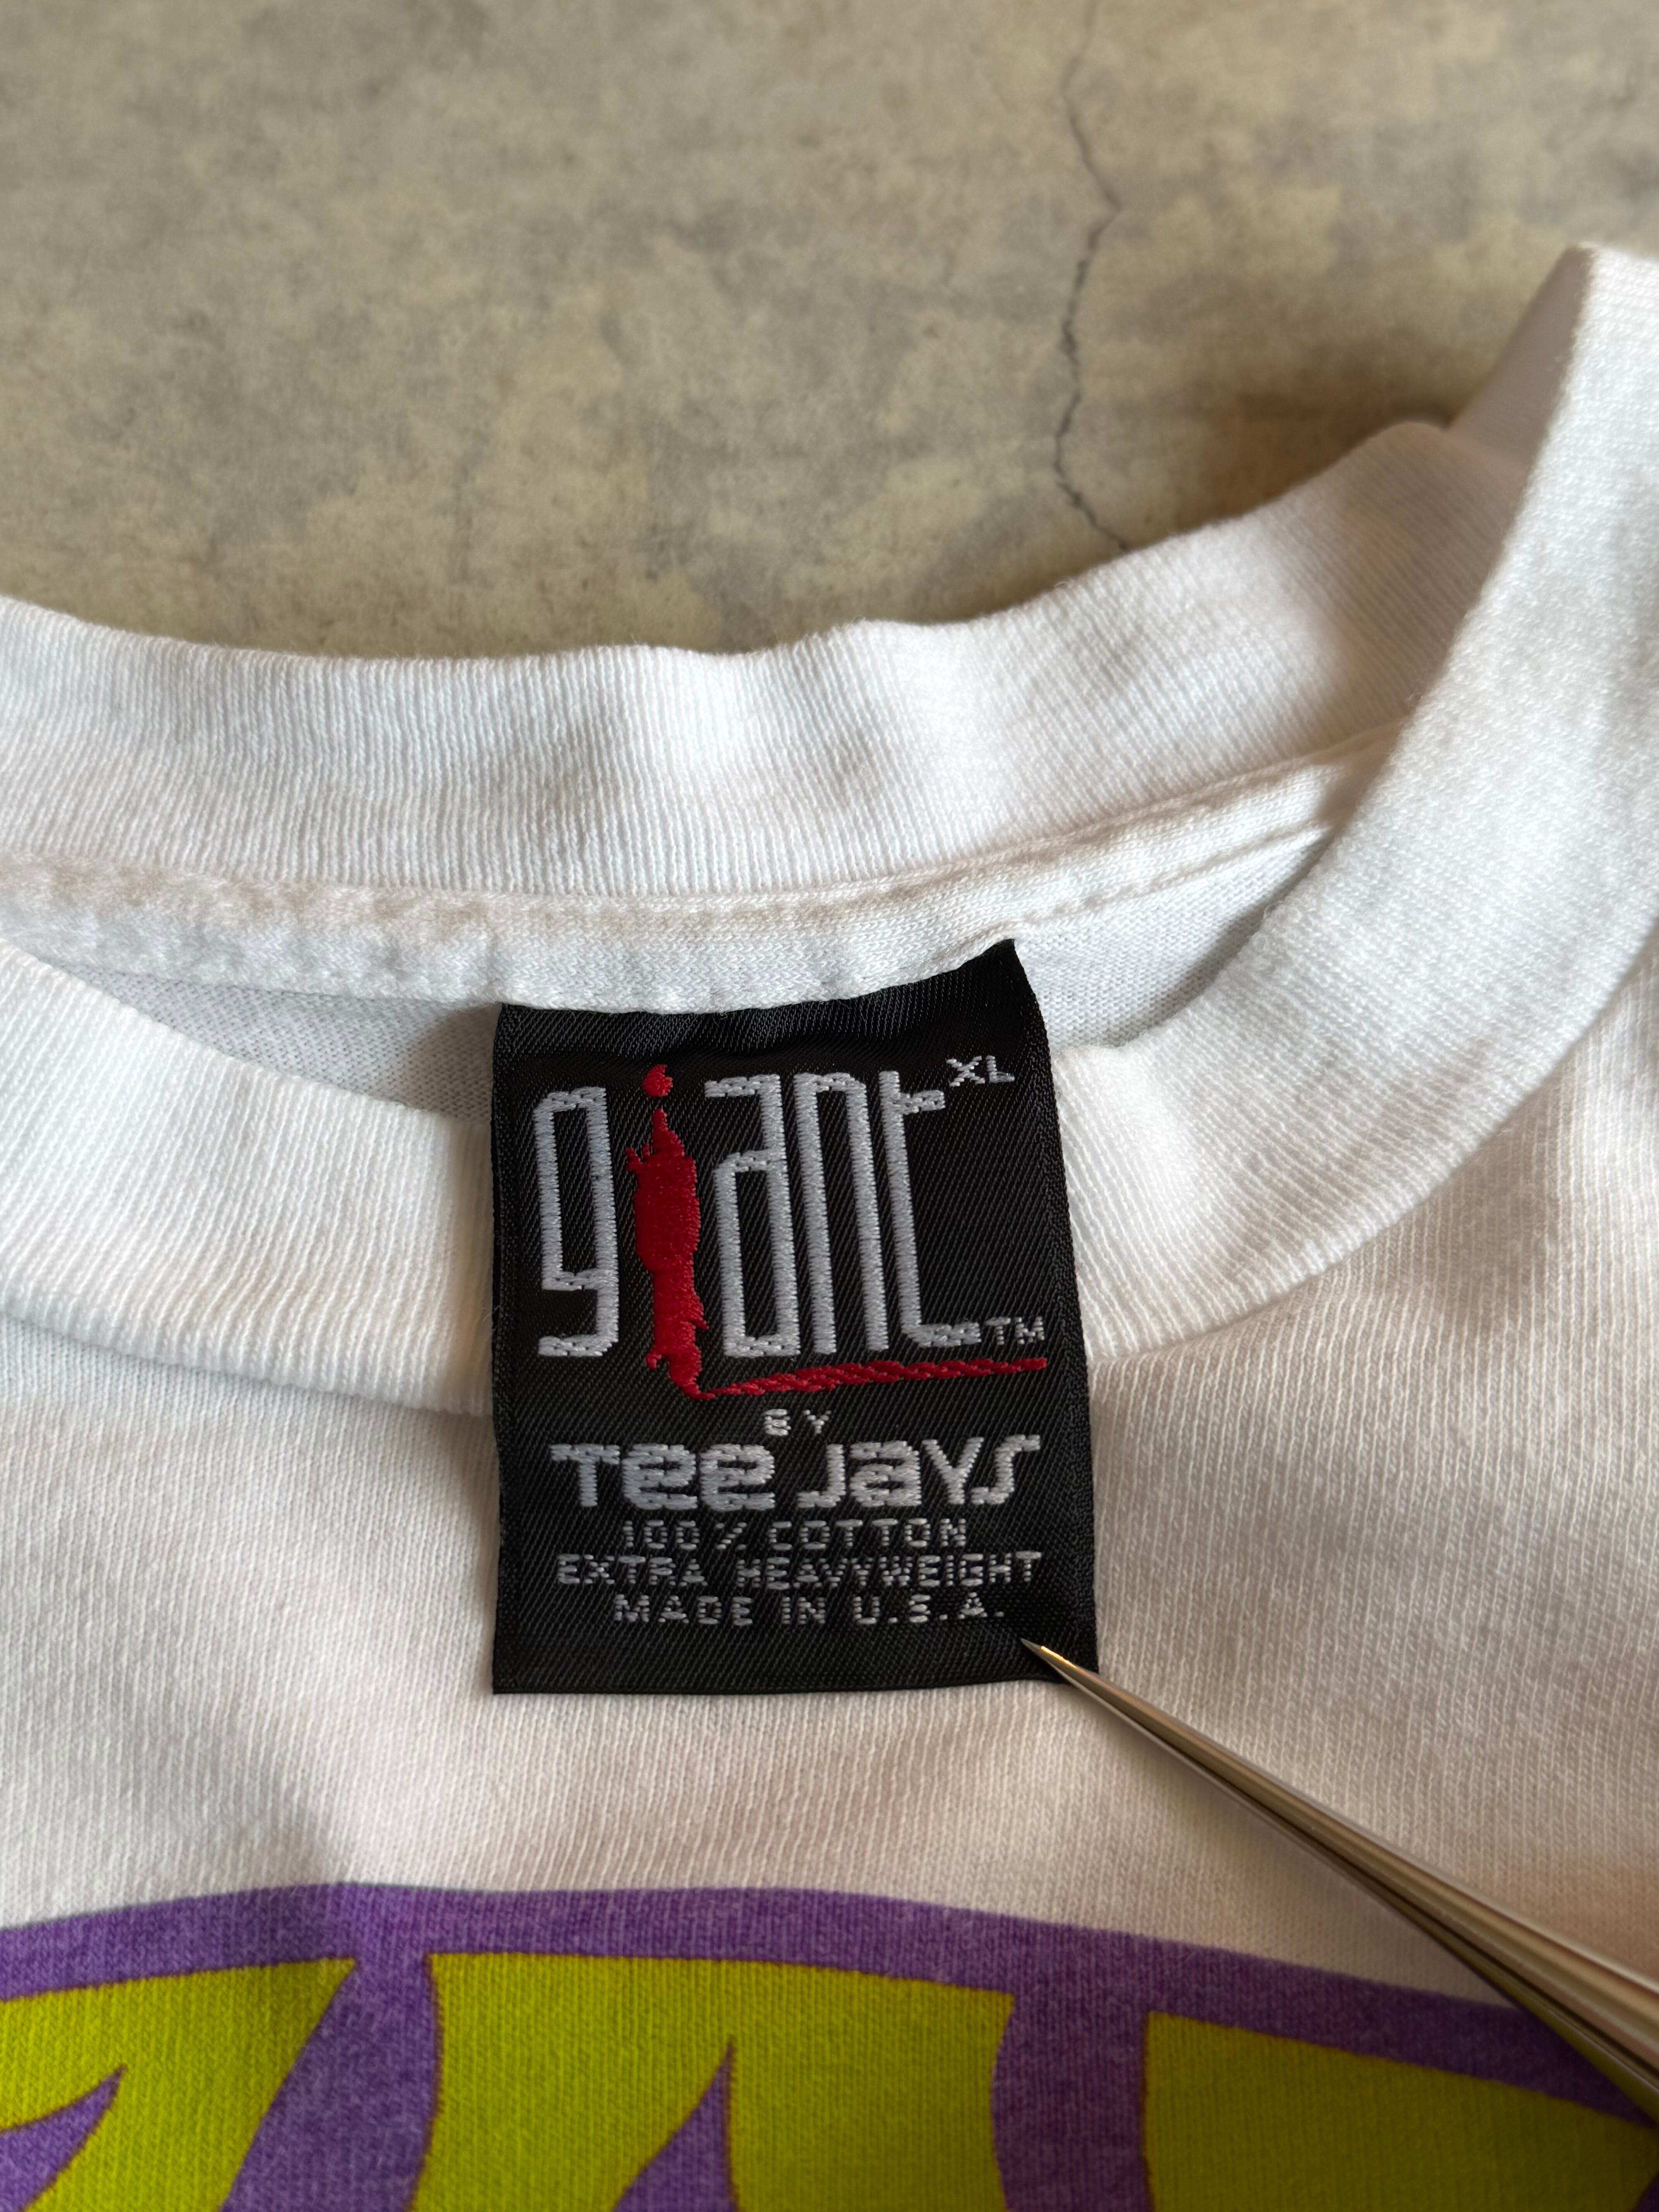 giant XL
TM
BY
Tee Jays
100% COTTON
EXTRA HEAVYWEIGHT
MADE IN U.S.A.